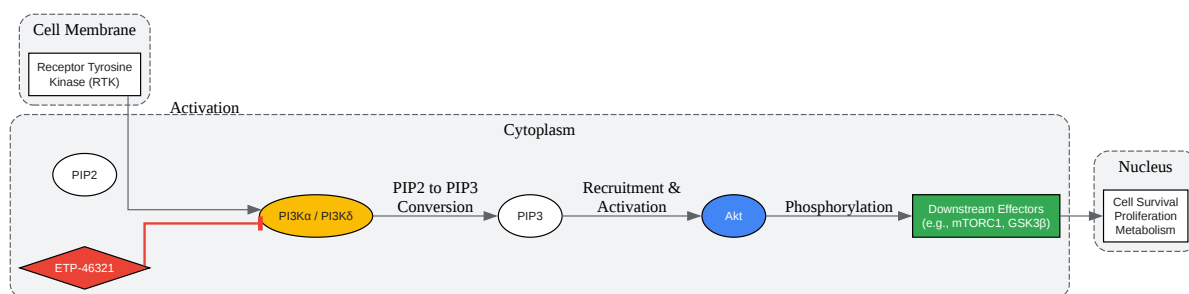 Cell Membrane
Receptor Tyrosine
Kinase (RTK)
Activation
Cytoplasm
PIP2
PI3Kα / PI3Kδ
PIP2 to PIP3
Conversion
PIP3
Recruitment &
Activation
Akt
Phosphorylation
Downstream Effectors
(e.g., mTORC1, GSK3β)
Nucleus
Cell Survival
Proliferation
Metabolism
ETP-46321